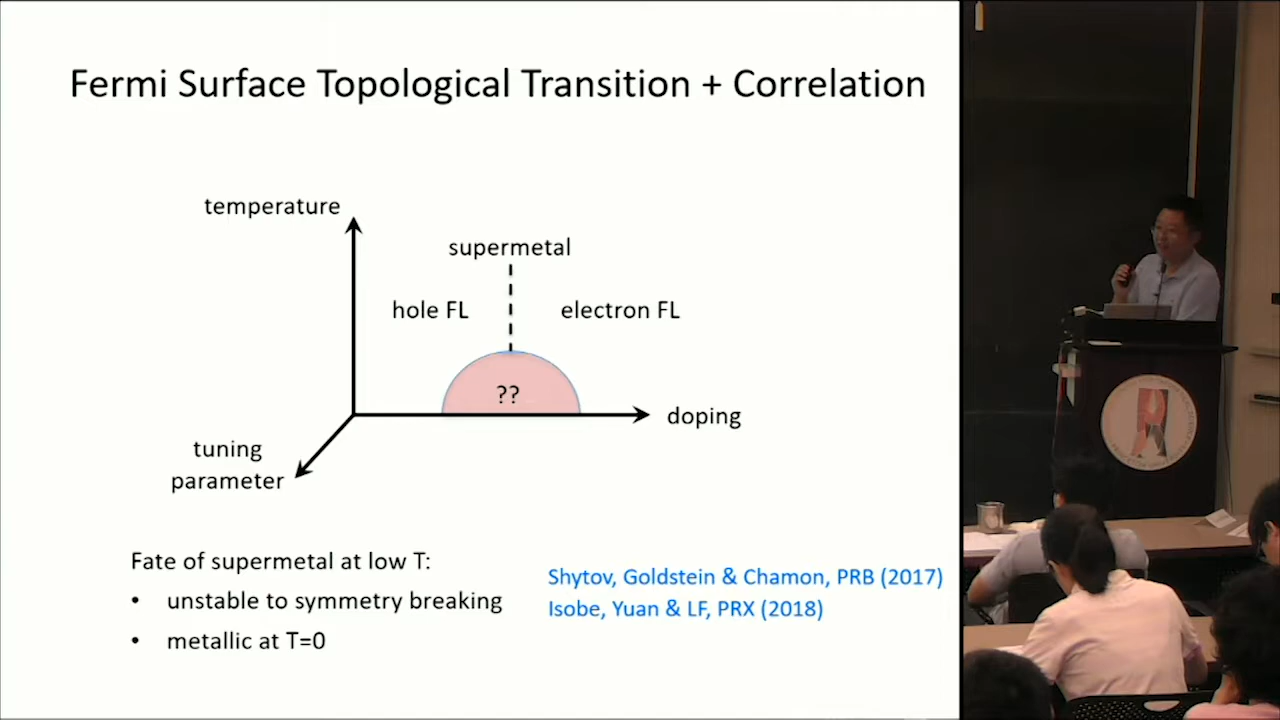 Fermi Surface Topological Transition + Correlation
temperature
supermetal
hole FL
electron FL
??
doping
tuning
parameter
Fate of supermetal at low T:
• unstable to symmetry breaking
• metallic at T=0
Shytov, Goldstein & Chamon, PRB (2017)
Isobe, Yuan & LF, PRX (2018)